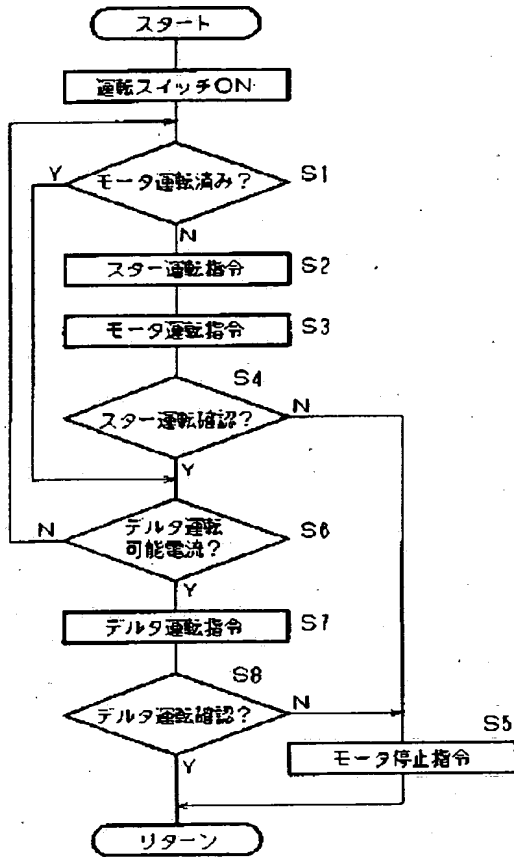 スタート
運転スイッチON
モータ運転済み?
S1
Y
N
スター運転指令
S2
モータ運転指令
S3
S4
スター運転確認?
N
Y
デルタ運転
可能電流?
S6
N
Y
デルタ運転指令
S7
S8
デルタ運転確認?
N
Y
S5
モータ停止指令
リターン